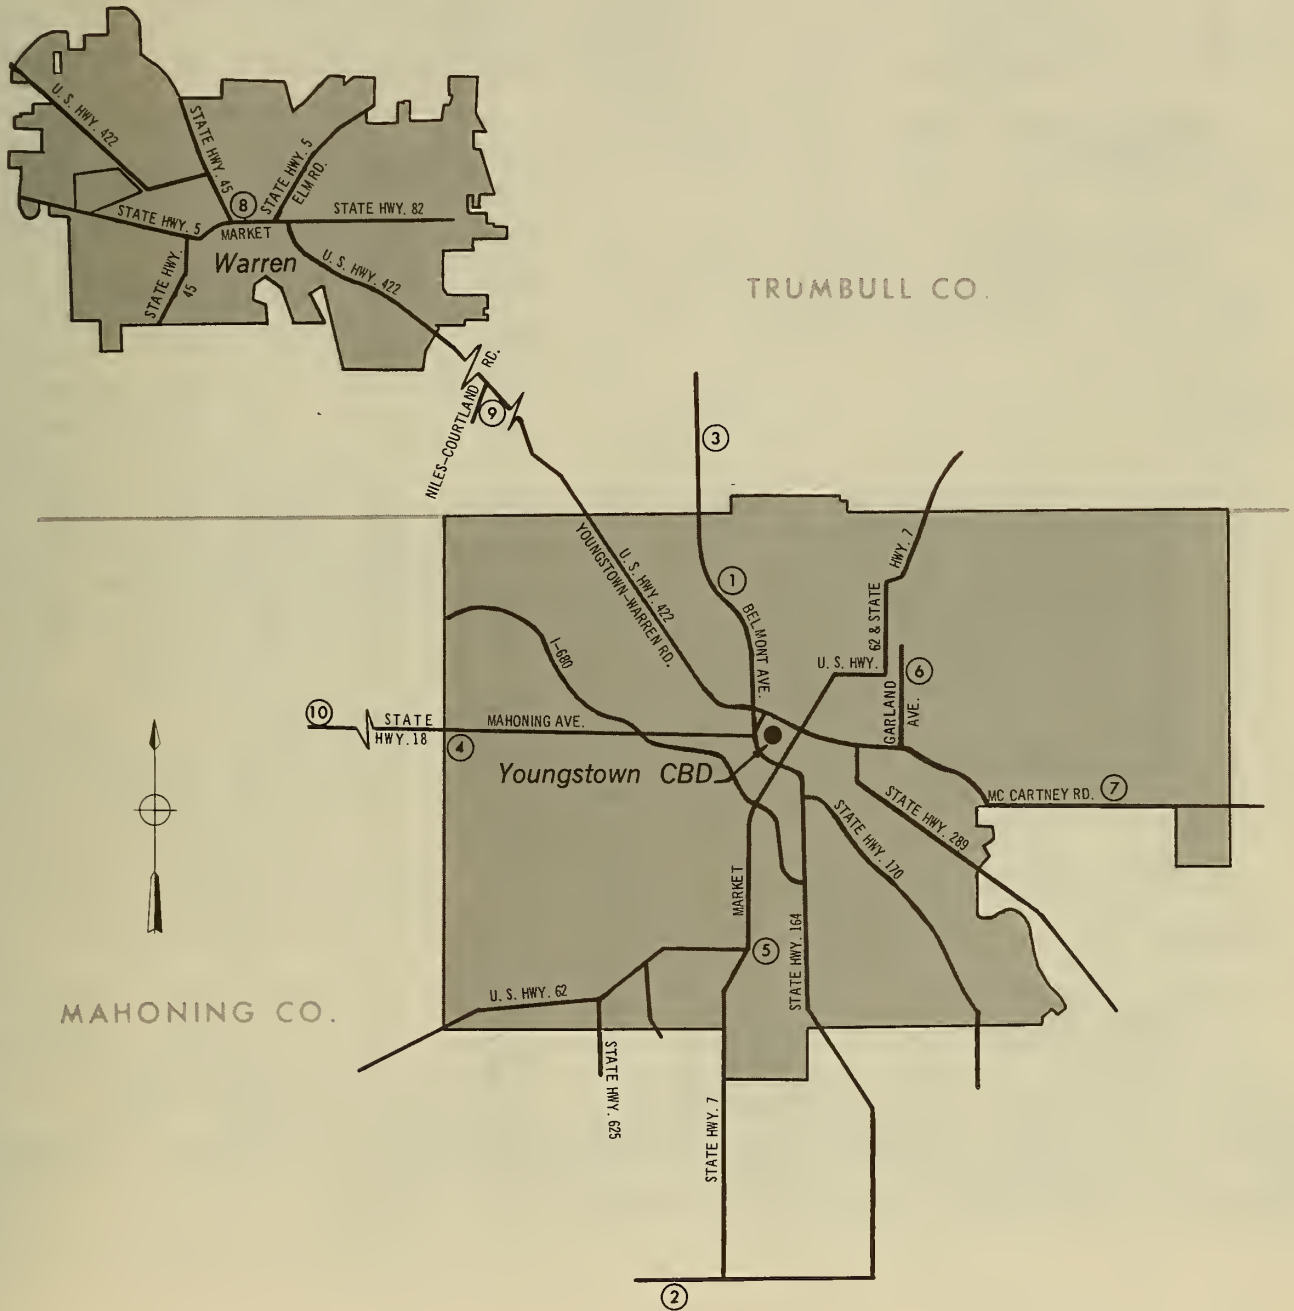 U. S. HWY. 422
STATE HWY. 45
STATE HWY. 5
ELM RD.
8
STATE HWY. 82
STATE HWY. 5
MARKET
Warren
STATE HWY.
45
U. S. HWY. 422
TRUMBULL CO.
NILES-COURTLAND RD.
9
3
U. S. HWY. 422
YOUNGSTOWN-WARREN RD.
1
BELMONT AVE.
HWY. 7
62 & STATE
U. S. HWY.
I-680
6
GARLAND
AVE.
10
STATE
HWY. 18
MAHONING AVE.
4
Youngstown CBD
MC CARTNEY RD.
7
STATE HWY. 289
STATE HWY. 170
MARKET
STATE HWY. 164
5
U. S. HWY. 62
MAHONING CO.
STATE HWY. 625
STATE HWY. 7
2